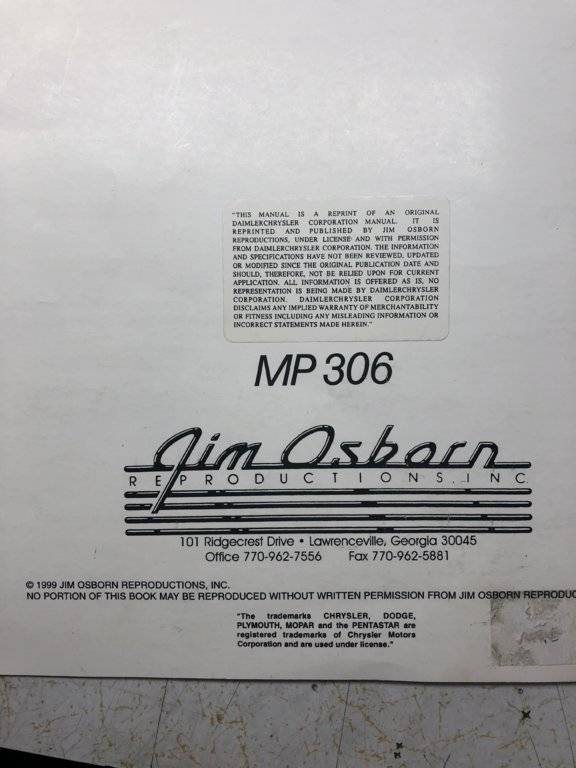 "THIS MANUAL IS A REPRINT OF AN ORIGINAL
DAIMLERCHRYSLER CORPORATION MANUAL. IT IS
REPRINTED AND PUBLISHED BY JIM OSBORN
REPRODUCTIONS, UNDER LICENSE AND WITH PERMISSION
FROM DAIMLERCHRYSLER CORPORATION. THE INFORMATION
AND SPECIFICATIONS HAVE NOT BEEN REVIEWED, UPDATED
OR MODIFIED SINCE THE ORIGINAL PUBLICATION DATE AND
SHOULD, THEREFORE, NOT BE RELIED UPON FOR CURRENT
APPLICATION. ALL INFORMATION IS OFFERED AS IS, NO
REPRESENTATION IS BEING MADE BY DAIMLERCHRYSLER
CORPORATION. DAIMLERCHRYSLER CORPORATION
DISCLAIMS ANY IMPLIED WARRANTY OF MERCHANTABILITY
OR FITNESS INCLUDING ANY MISLEADING INFORMATION OR
INCORRECT STATEMENTS MADE HEREIN."
MP 306
Jim Osborn
REPRODUCTIONS, INC.
101 Ridgecrest Drive • Lawrenceville, Georgia 30045
Office 770-962-7556 Fax 770-962-5881
© 1999 JIM OSBORN REPRODUCTIONS, INC.
NO PORTION OF THIS BOOK MAY BE REPRODUCED WITHOUT WRITTEN PERMISSION FROM JIM OSBORN REPRODUC
"The trademarks CHRYSLER, DODGE,
PLYMOUTH, MOPAR and the PENTASTAR are
registered trademarks of Chrysler Motors
Corporation and are used under license."